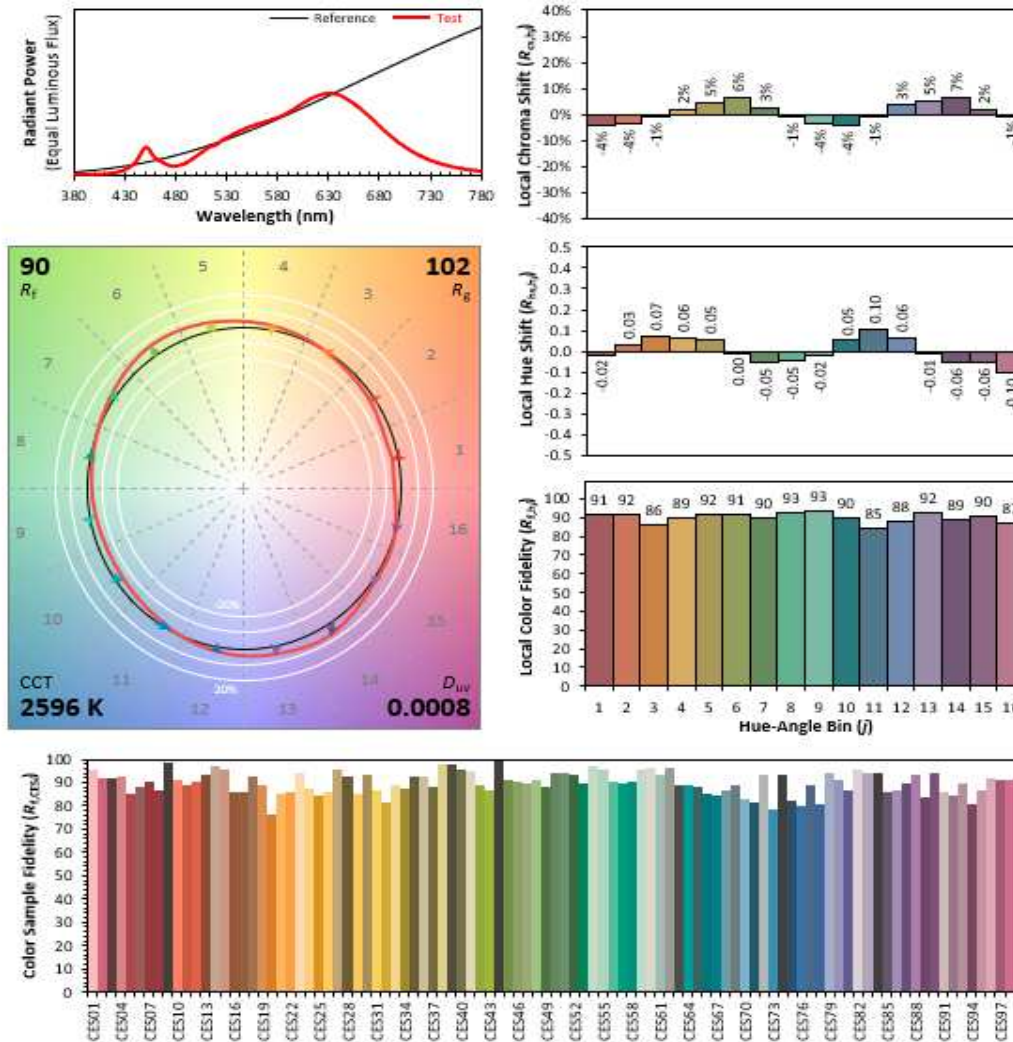 Reference
Test
Radiant Power
(Equal Luminous Flux)
380 430 480 530 580 630 680 730 780
Wavelength (nm)
Local Chroma Shift (Rcs,hj)
40%
30%
20%
10%
0%
-10%
-20%
-30%
-40%
-4% -4% -1% 2% 5% 6% 3% -1% -4% -4% -1% 3% 5% 7% 2% -1%
90
Rf
102
Rg
5 4
6 3
7 2
8 1
9 16
10 15
11 14
12 13
-20%
20%
CCT
2596 K
Duv
0.0008
Local Hue Shift (Rhs,hj)
0.5
0.4
0.3
0.2
0.1
0.0
-0.1
-0.2
-0.3
-0.4
-0.5
-0.02 0.03 0.07 0.06 0.05 0.00 -0.05 -0.05 -0.02 0.05 0.10 0.06 -0.01 -0.06 -0.06 -0.10
Local Color Fidelity (Rf,hj)
100
90
80
70
60
50
40
30
20
10
0
91 92 86 89 92 91 90 93 93 90 85 88 92 89 90 87
1 2 3 4 5 6 7 8 9 10 11 12 13 14 15 16
Hue-Angle Bin (j)
Color Sample Fidelity (Rf,CESi)
100
90
80
70
60
50
40
30
20
10
0
CES01 CES04 CES07 CES10 CES13 CES16 CES19 CES22 CES25 CES28 CES31 CES34 CES37 CES40 CES43 CES46 CES49 CES52 CES55 CES58 CES61 CES64 CES67 CES70 CES73 CES76 CES79 CES82 CES85 CES88 CES91 CES94 CES97